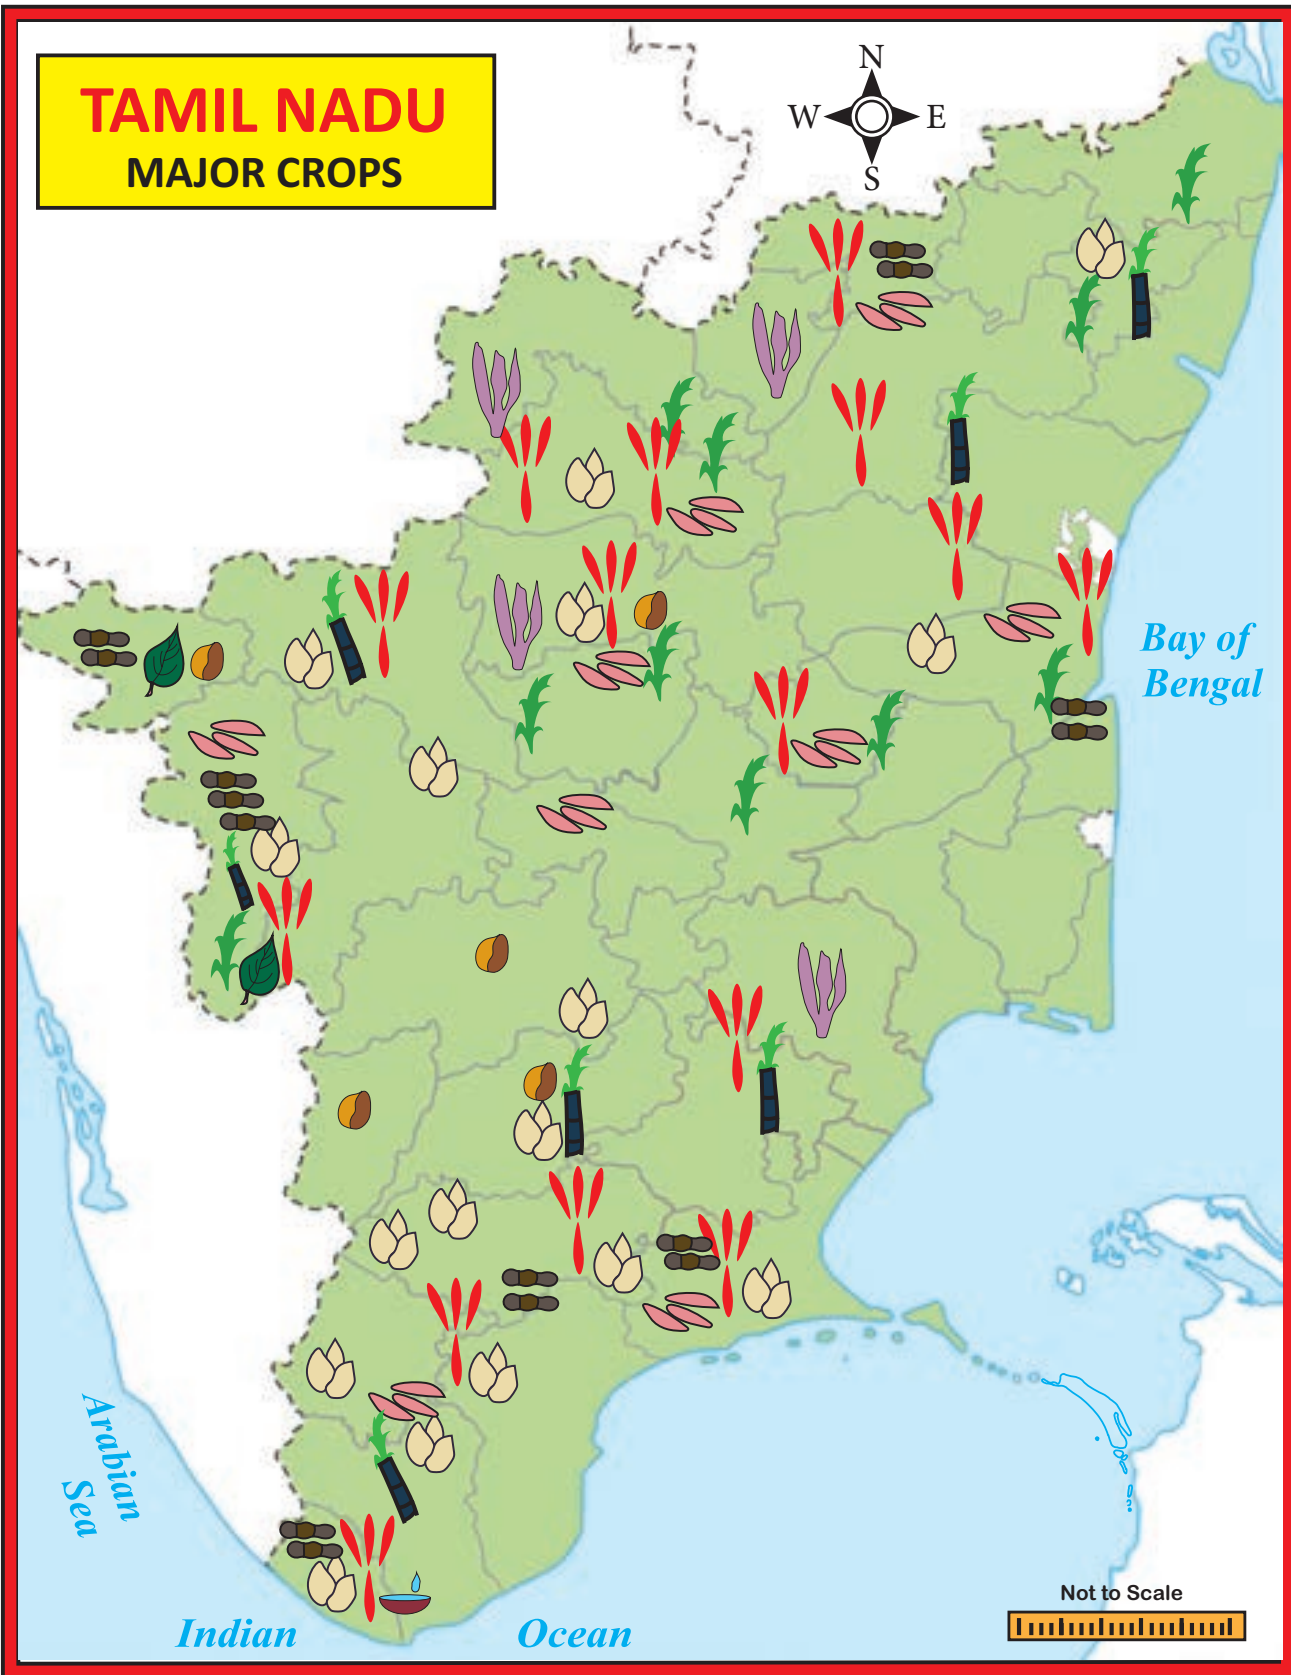 TAMIL NADU
MAJOR CROPS
N
W E
S
Bay of
Bengal
Arabian
Sea
Not to Scale
Indian Ocean